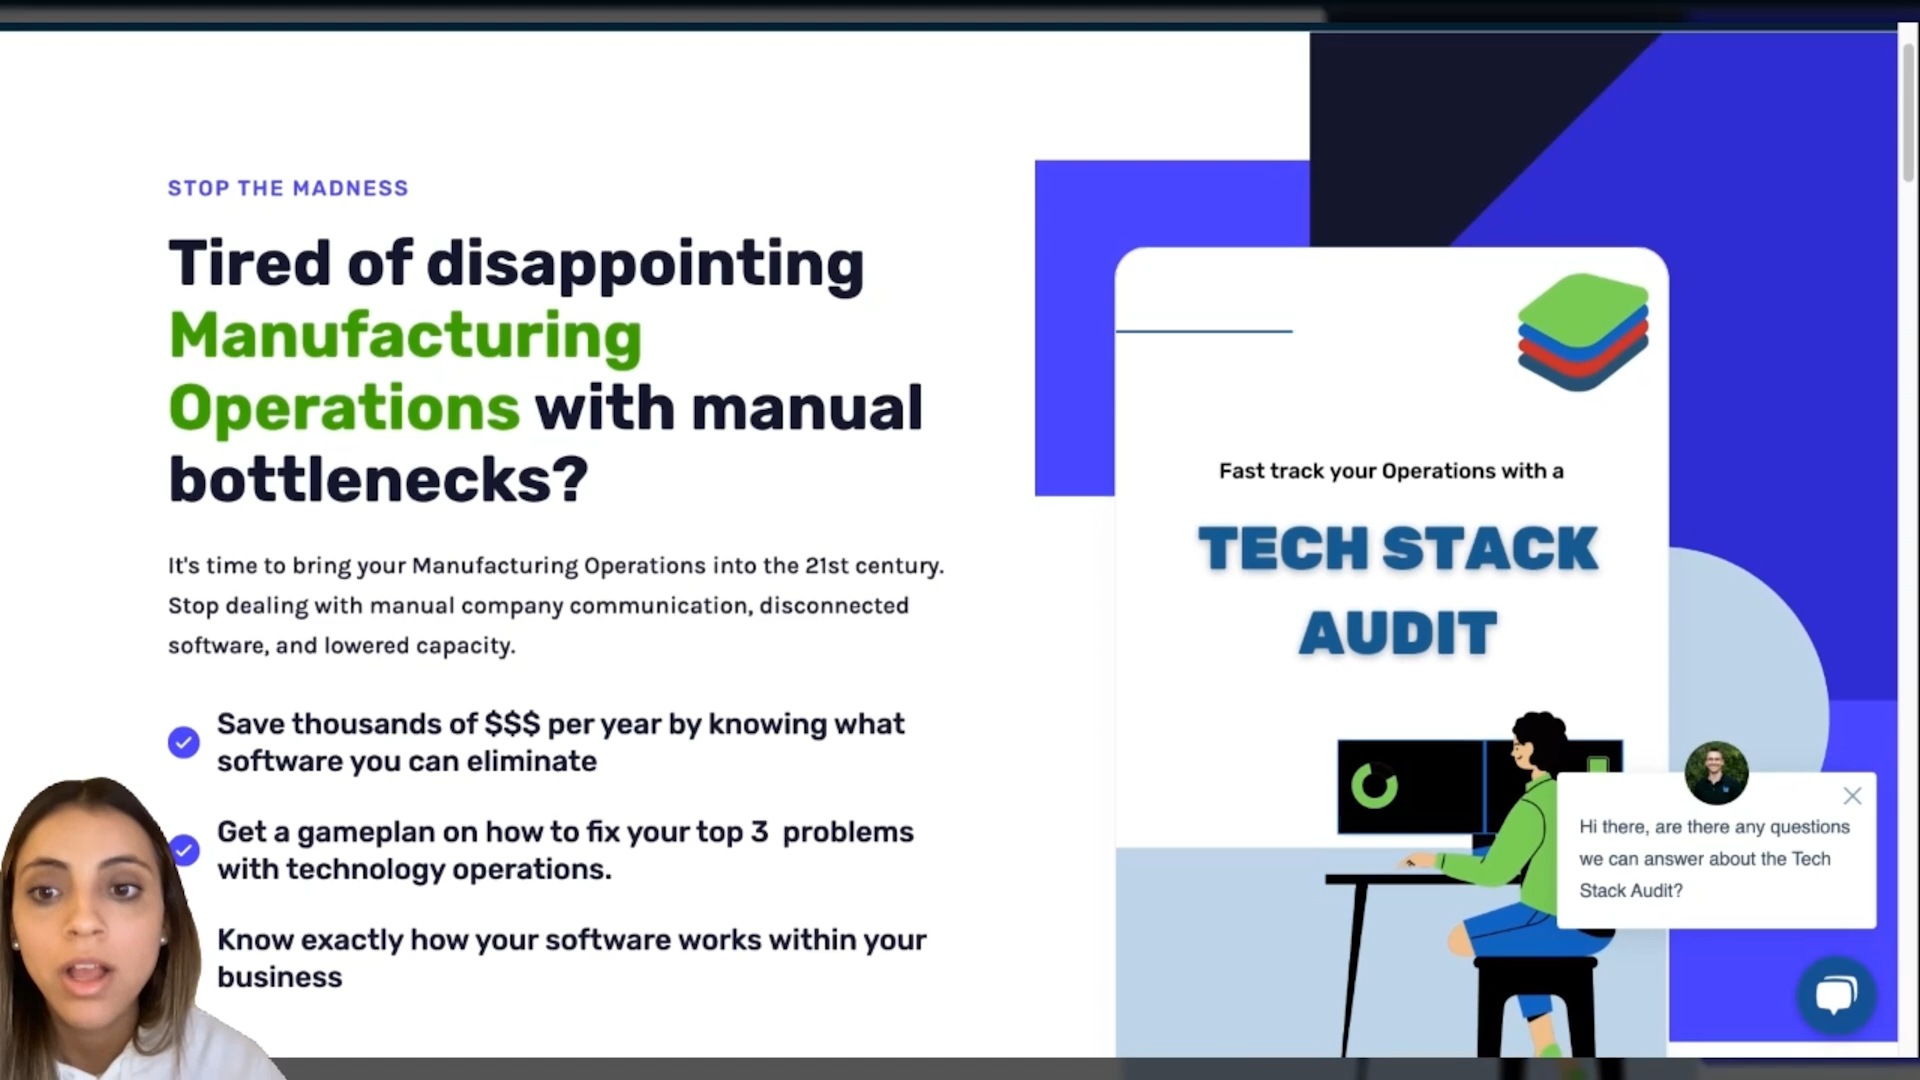 STOP THE MADNESS
Tired of disappointing
Manufacturing
Operations with manual
bottlenecks?
It's time to bring your Manufacturing Operations into the 21st century.
Stop dealing with manual company communication, disconnected
software, and lowered capacity.
Save thousands of $$$ per year by knowing what
software you can eliminate
Get a gameplan on how to fix your top 3 problems
with technology operations.
Know exactly how your software works within your
business
Fast track your Operations with a
TECH STACK
AUDIT
Hi there, are there any questions
we can answer about the Tech
Stack Audit?